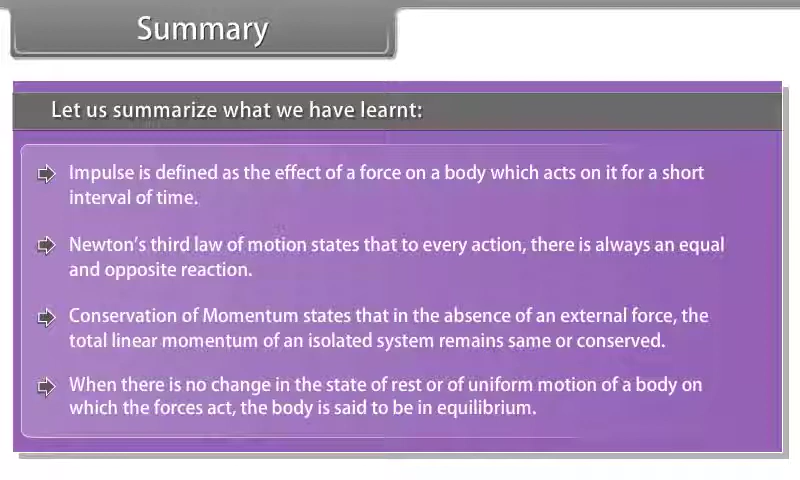 Summary
Let us summarize what we have learnt:
Impulse is defined as the effect of a force on a body which acts on it for a short
interval of time.
Newton's third law of motion states that to every action, there is always an equal
and opposite reaction.
Conservation of Momentum states that in the absence of an external force, the
total linear momentum of an isolated system remains same or conserved.
When there is no change in the state of rest or of uniform motion of a body on
which the forces act, the body is said to be in equilibrium.